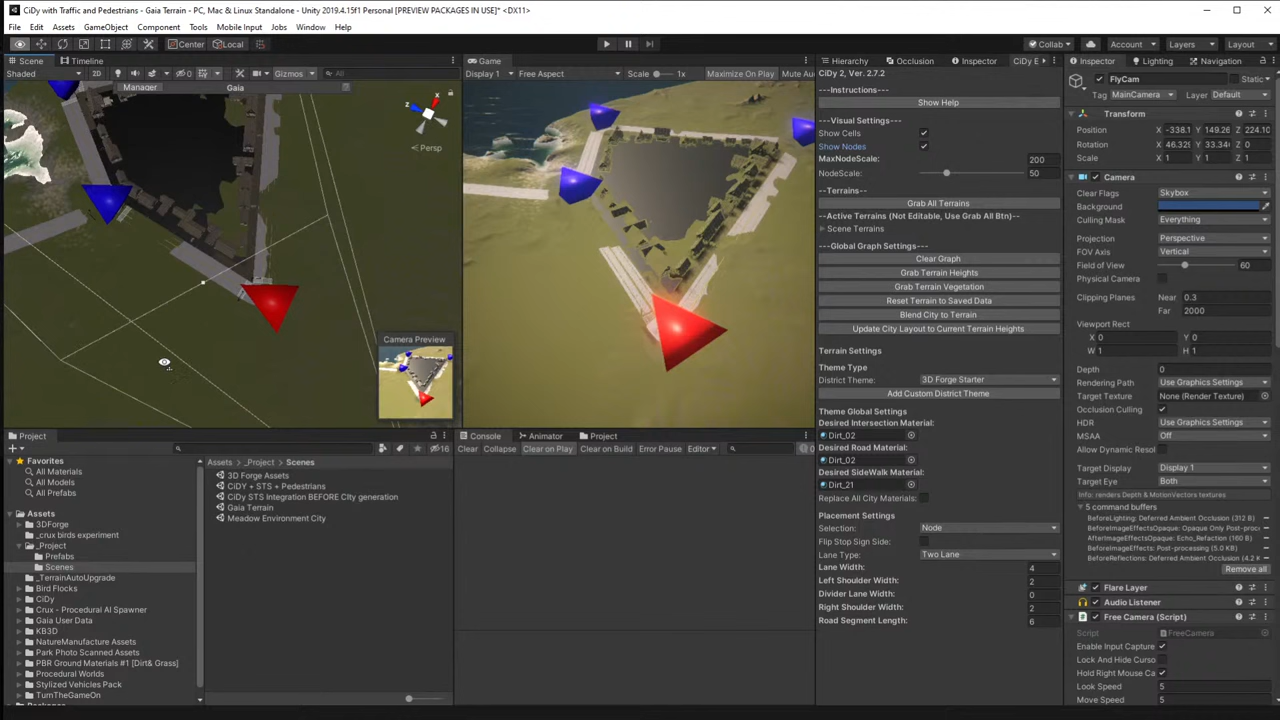 CiDy with Traffic and Pedestrians - Gaia Terrain - PC, Mac & Linux Standalone - Unity 2019.4.15f1 Personal [PREVIEW PACKAGES IN USE]* <DX11>
File Edit Assets GameObject Component Tools Mobile Input Jobs Window Help
Center Local Collab Account Layers Layout
Scene Timeline
Shaded 2D 0 Gizmos All
Manager Gaia
x
z
Persp
Camera Preview
Game
Display 1 Free Aspect Scale 1x Maximize On Play Mute Au
Hierarchy Occlusion Inspector CiDy E
CiDy 2, Ver. 2.7.2
---Instructions---
Show Help
---Visual Settings---
Show Cells
Show Nodes
MaxNodeScale: 200
NodeScale: 50
--Terrains---
Grab All Terrains
--Active Terrains (Not Editable, Use Grab All Btn)--
Scene Terrains
---Global Graph Settings---
Clear Graph
Grab Terrain Heights
Grab Terrain Vegetation
Reset Terrain to Saved Data
Blend City to Terrain
Update City Layout to Current Terrain Heights
Terrain Settings
Theme Type
District Theme: 3D Forge Starter
Add Custom District Theme
Theme Global Settings
Desired Intersection Material:
Dirt_02
Desired Road Material:
Dirt_02
Desired SideWalk Material:
Dirt_21
Replace All City Materials:
Placement Settings
Selection: Node
Flip Stop Sign Side:
Lane Type: Two Lane
Lane Width: 4
Left Shoulder Width: 2
Divider Lane Width: 0
Right Shoulder Width: 2
Road Segment Length: 6
Inspector Lighting Navigation
FlyCam Static
Tag MainCamera Layer Default
Transform
Position X -338.1 Y 149.26 Z 224.10
Rotation X 46.329 Y 33.346 Z 0
Scale X 1 Y 1 Z 1
Camera
Clear Flags Skybox
Background
Culling Mask Everything
Projection Perspective
FOV Axis Vertical
Field of View 60
Physical Camera
Clipping Planes Near 0.3
Far 2000
Viewport Rect
X 0 Y 0
W 1 H 1
Depth 0
Rendering Path Use Graphics Settings
Target Texture None (Render Texture)
Occlusion Culling
HDR Use Graphics Settings
MSAA Off
Allow Dynamic Resol
Target Display Display 1
Target Eye Both
Info: renders Depth & MotionVectors textures
5 command buffers
BeforeLighting: Deferred Ambient Occlusion (312 B)
BeforeImageEffectsOpaque: Opaque Only Post-proce
AfterImageEffectsOpaque: Echo_Refaction (160 B)
BeforeImageEffects: Post-processing (5.0 KB)
BeforeReflections: Deferred Ambient Occlusion (4.2 K
Remove all
Flare Layer
Audio Listener
Free Camera (Script)
Script FreeCamera
Enable Input Capture
Lock And Hide Curso
Hold Right Mouse Ca
Look Speed 5
Move Speed 5
Project
16
Favorites
All Materials
All Models
All Prefabs
Assets
3DForge
_crux birds experiment
_Project
Prefabs
Scenes
_TerrainAutoUpgrade
Bird Flocks
CiDy
Crux - Procedural AI Spawner
Gaia User Data
KB3D
NatureManufacture Assets
Park Photo Scanned Assets
PBR Ground Materials #1 [Dirt& Grass]
Procedural Worlds
Stylized Vehicles Pack
TurnTheGameOn
Assets > _Project > Scenes
3D Forge Assets
CiDY + STS + Pedestrians
CiDy STS Integration BEFORE CIty generation
Gaia Terrain
Meadow Environment City
Console Animator Project
Clear Collapse Clear on Play Clear on Build Error Pause Editor 0